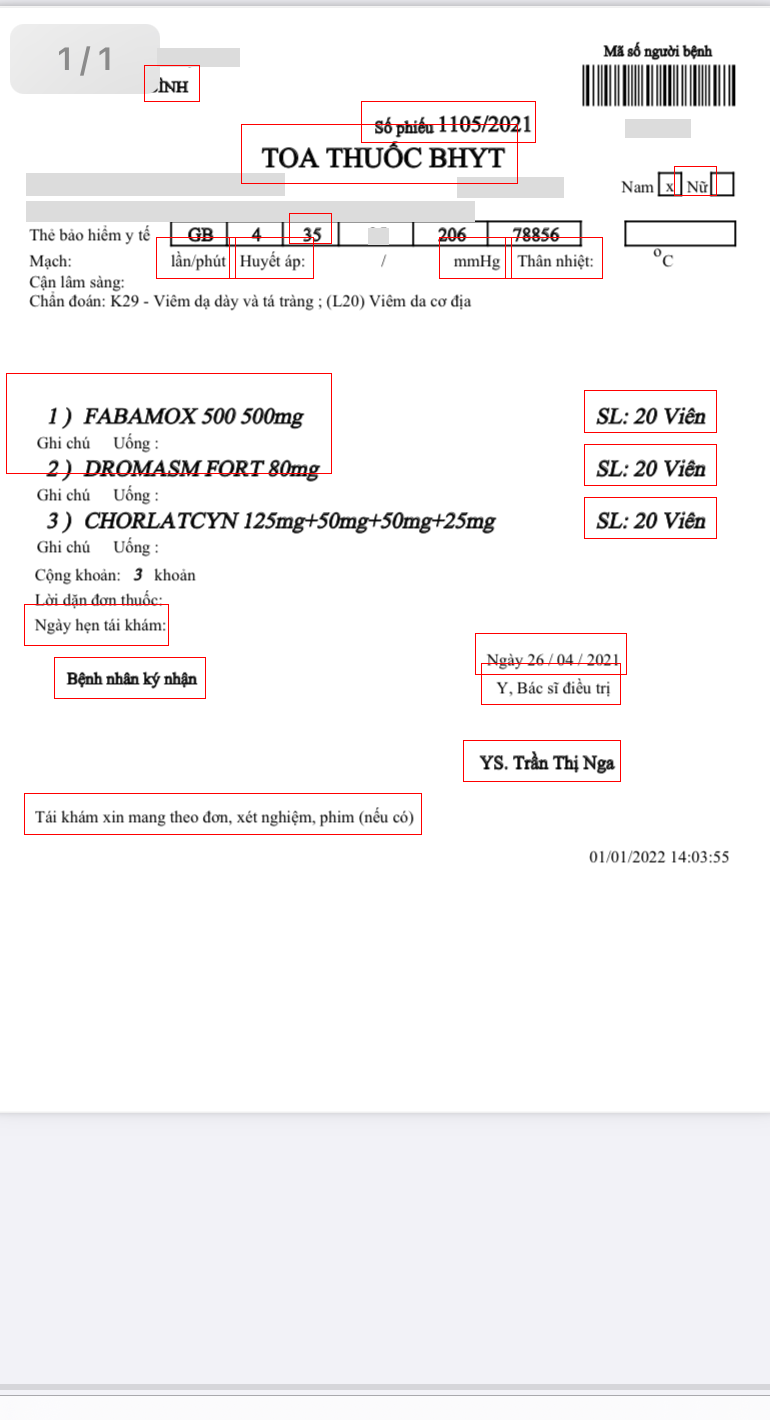 1/1
Mã số người bệnh
ÌNH
Số phiếu 1105/2021
TOA THUỐC BHYT
Nam x Nữ
Thẻ bảo hiểm y tế GB 4 35 206 78856
Mạch: lần/phút Huyết áp: / mmHg Thân nhiệt: °C
Cận lâm sàng:
Chẩn đoán: K29 - Viêm dạ dày và tá tràng ; (L20) Viêm da cơ địa
1 ) FABAMOX 500 500mg SL: 20 Viên
Ghi chú Uống :
2 ) DROMASM FORT 80mg SL: 20 Viên
Ghi chú Uống :
3 ) CHORLATCYN 125mg+50mg+50mg+25mg SL: 20 Viên
Ghi chú Uống :
Cộng khoản: 3 khoản
Lời dặn đơn thuốc:
Ngày hẹn tái khám:
Ngày 26 / 04 / 2021
Bệnh nhân ký nhận
Y, Bác sĩ điều trị
YS. Trần Thị Nga
Tái khám xin mang theo đơn, xét nghiệm, phim (nếu có)
01/01/2022 14:03:55